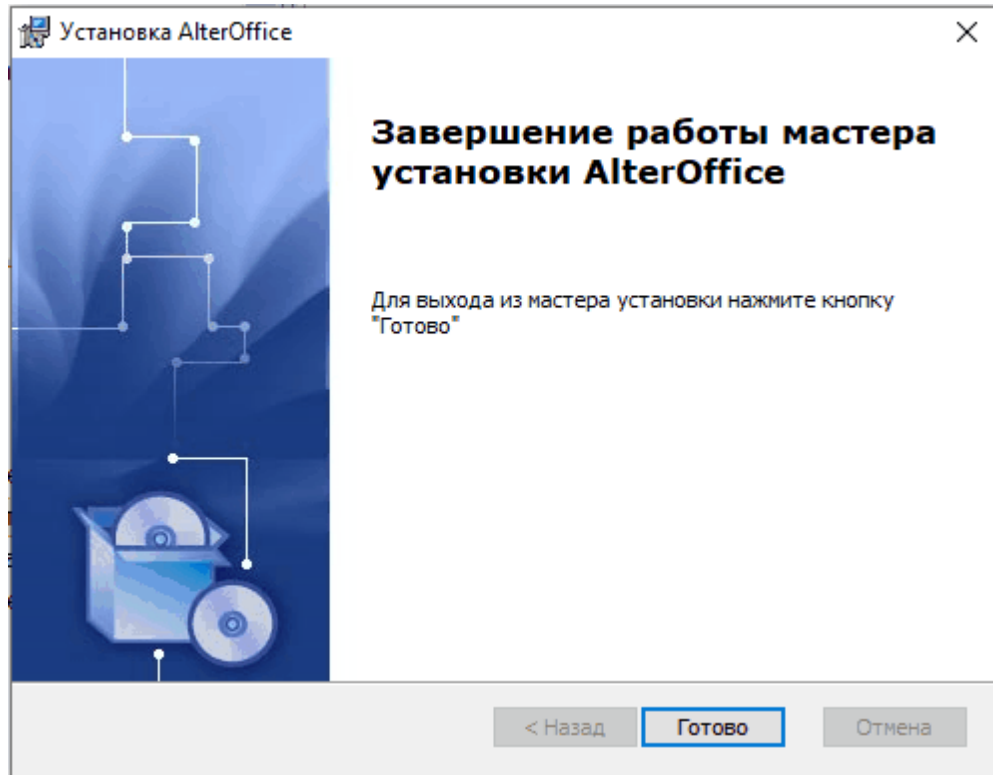 Установка AlterOffice
Завершение работы мастера
установки AlterOffice
Для выхода из мастера установки нажмите кнопку
"Готово"
< Назад
Готово
Отмена